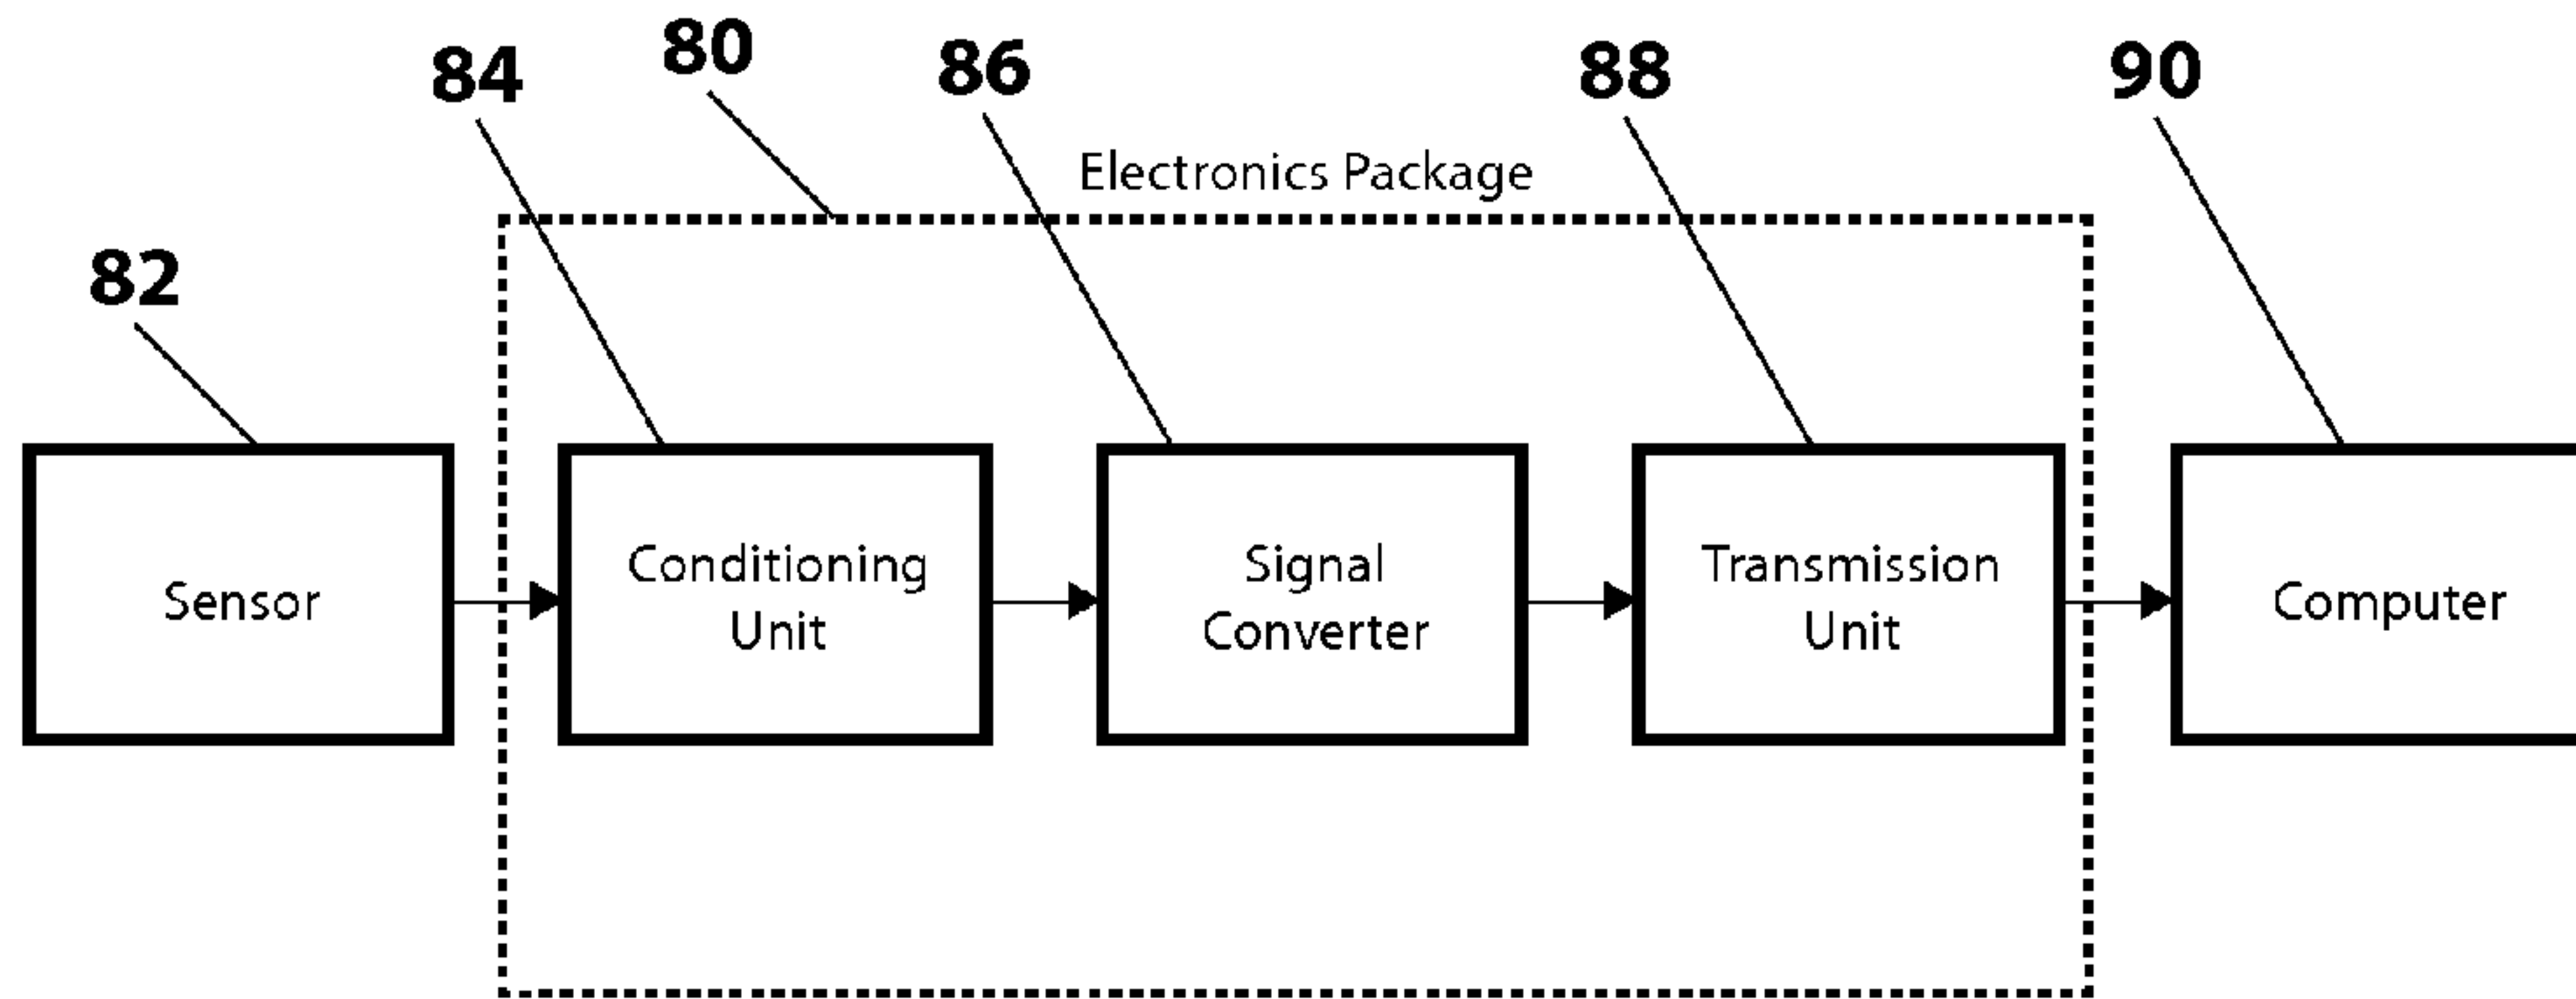 80
84
86
88
90
Electronics Package
82
Sensor
Conditioning
Unit
Signal
Converter
Transmission
Unit
Computer